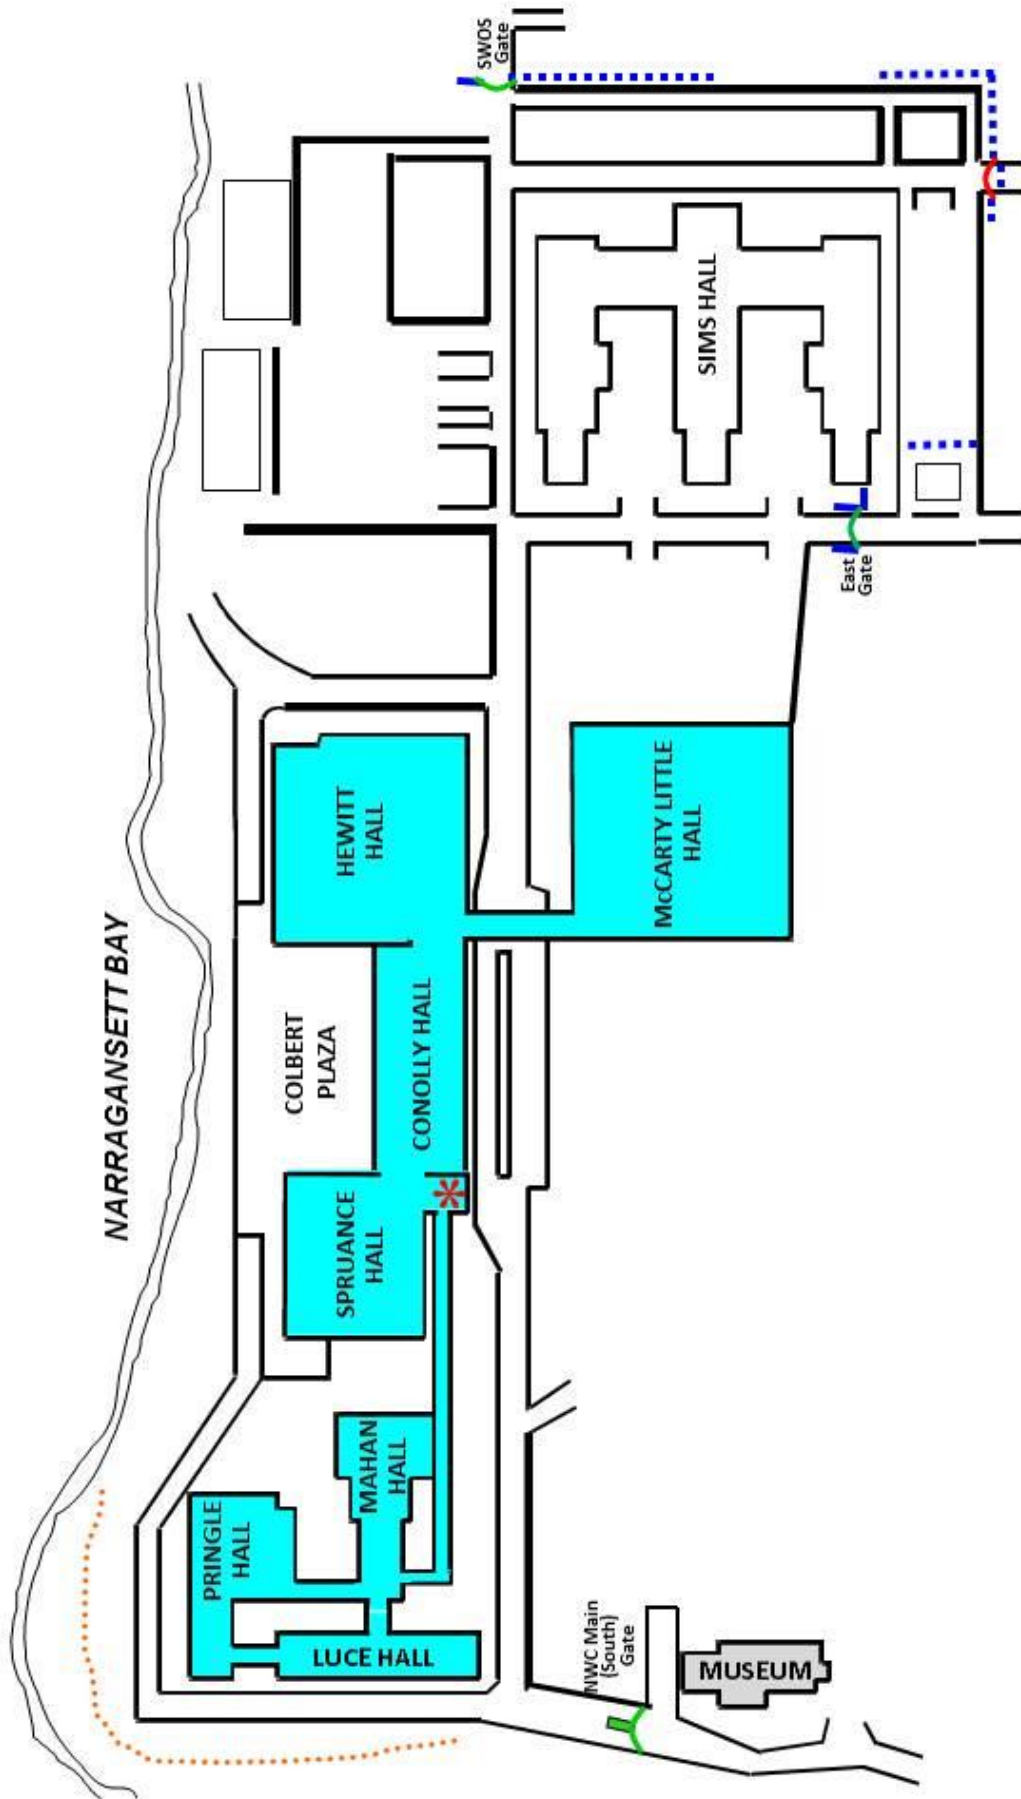 SWOS
Gate
SIMS HALL
East
Gate
HEWITT
HALL
McCARTY LITTLE
HALL
NARRAGANSETT BAY
COLBERT
PLAZA
CONOLLY HALL
SPRUANCE
HALL
MAHAN
HALL
PRINGLE
HALL
LUCE HALL
NWC Main
(South)
Gate
MUSEUM